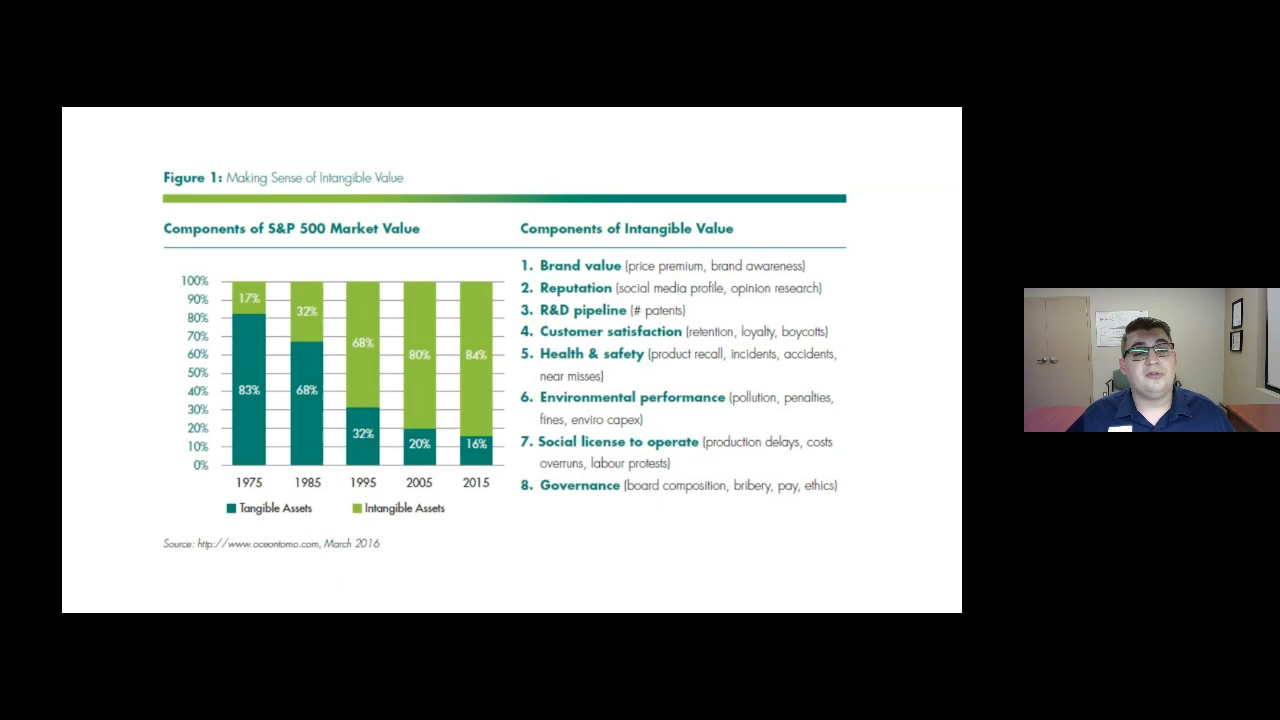 Figure 1: Making Sense of Intangible Value
Components of S&P 500 Market Value
100%
90%
80%
70%
60%
50%
40%
30%
20%
10%
0%
17%
32%
68%
80%
84%
83%
68%
32%
20%
16%
1975 1985 1995 2005 2015
Tangible Assets Intangible Assets
Components of Intangible Value
1. Brand value (price premium, brand awareness)
2. Reputation (social media profile, opinion research)
3. R&D pipeline (# patents)
4. Customer satisfaction (retention, loyalty, boycotts)
5. Health & safety (product recall, incidents, accidents,
near misses)
6. Environmental performance (pollution, penalties,
fines, enviro capex)
7. Social license to operate (production delays, costs
overruns, labour protests)
8. Governance (board composition, bribery, pay, ethics)
Source: http://www.oceantomo.com, March 2016